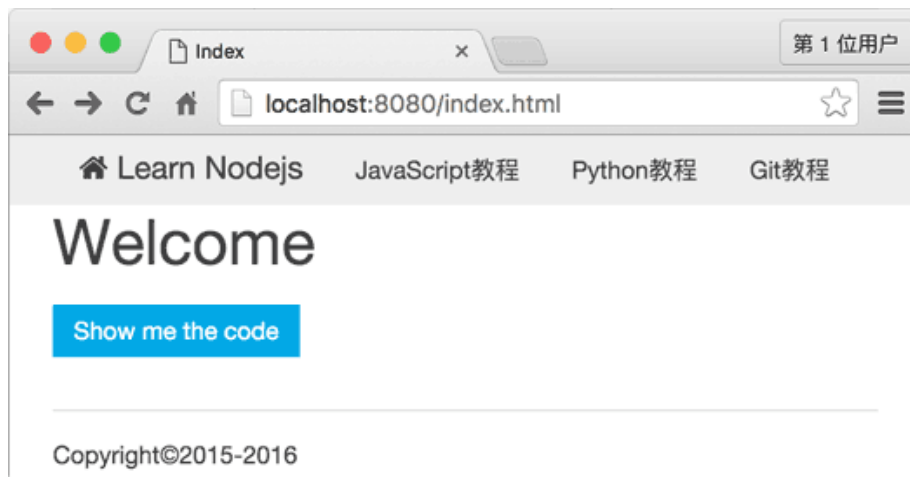 Index
第 1 位用户
localhost:8080/index.html
Learn Nodejs JavaScript教程 Python教程 Git教程
Welcome
Show me the code
Copyright©2015-2016